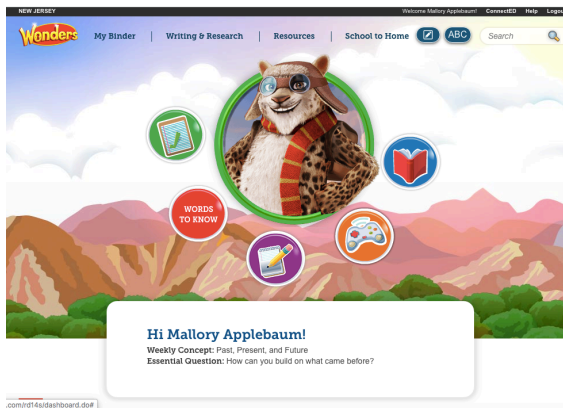 NEW JERSEY
Welcome Mallory Applebaum! ConnectED Help Logou
Wonders My Binder | Writing & Research | Resources | School to Home ABC Search
WORDS
TO KNOW
Hi Mallory Applebaum!
Weekly Concept: Past, Present, and Future
Essential Question: How can you build on what came before?
.com/rd14s/dashboard.do#